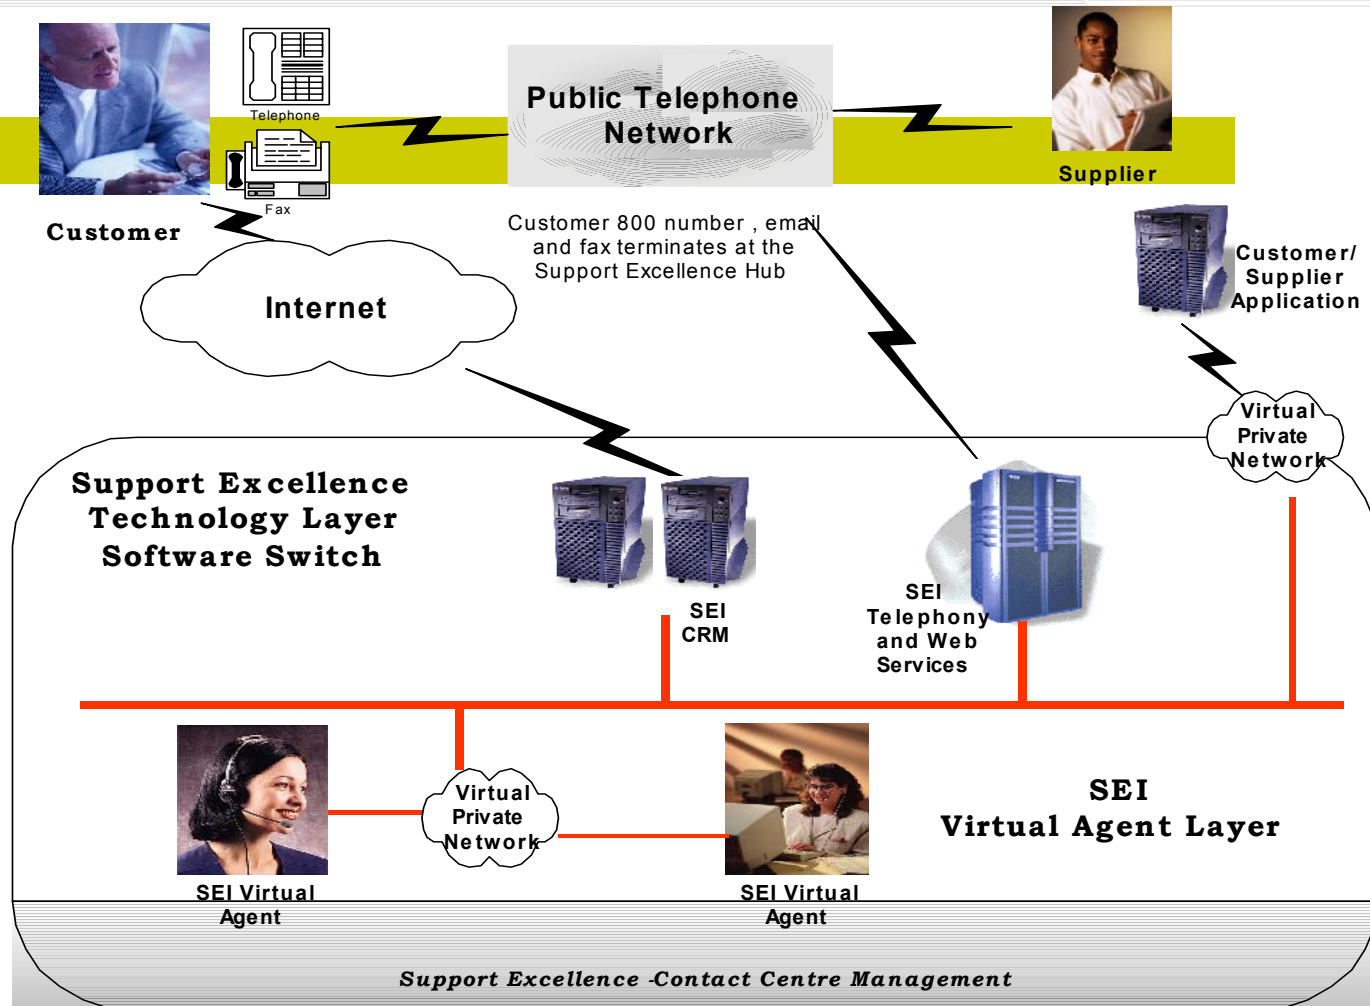 Telephone
Fax
Customer
Public Telephone
Network
Supplier
Customer 800 number , email
and fax terminates at the
Support Excellence Hub
Customer/
Supplier
Application
Internet
Virtual
Private
Network
Support Excellence
Technology Layer
Software Switch
SEI
CRM
SEI
Telephony
and Web
Services
Virtual
Private
Network
SEI
Virtual Agent Layer
SEI Virtual
Agent
SEI Virtual
Agent
Support Excellence -Contact Centre Management